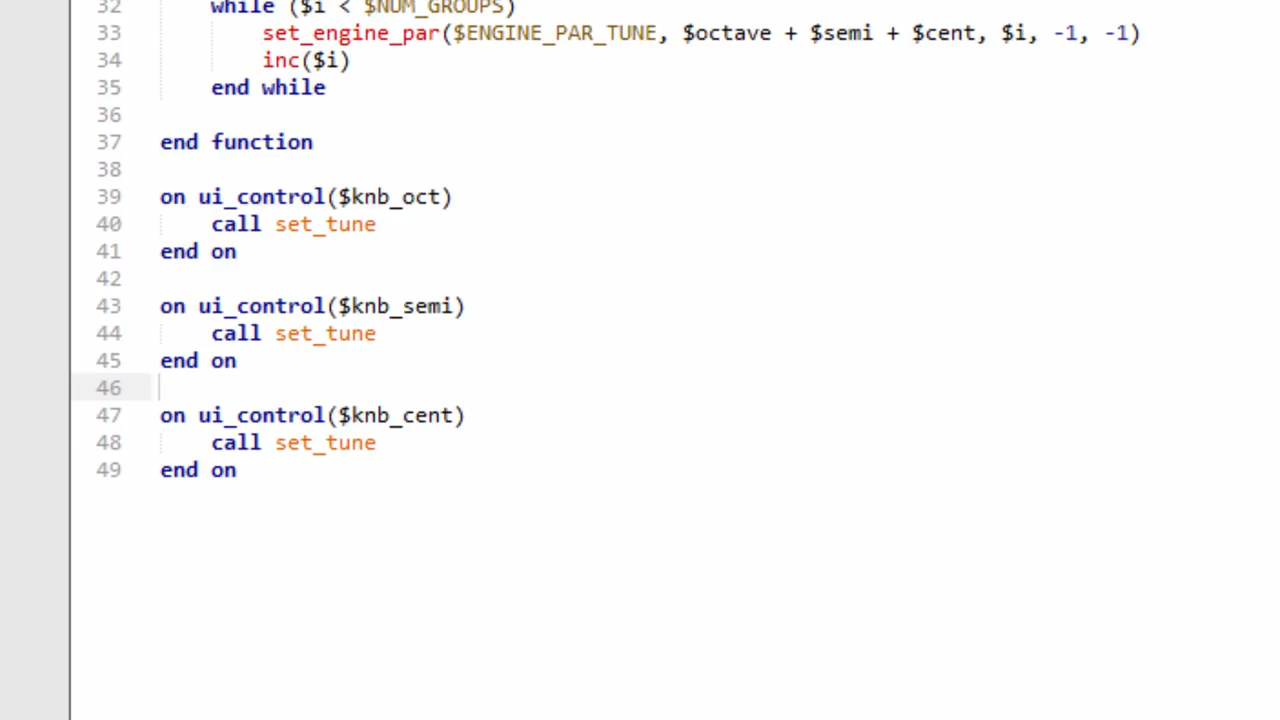 32 while ($i < $NUM_GROUPS)
33 set_engine_par($ENGINE_PAR_TUNE, $octave + $semi + $cent, $i, -1, -1)
34 inc($i)
35 end while
36
37 end function
38
39 on ui_control($knb_oct)
40 call set_tune
41 end on
42
43 on ui_control($knb_semi)
44 call set_tune
45 end on
46
47 on ui_control($knb_cent)
48 call set_tune
49 end on